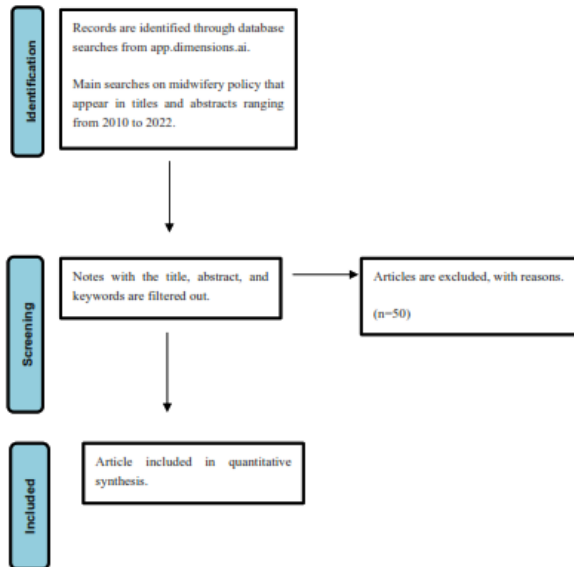 Identification
Records are identified through database
searches from app.dimensions.ai.
Main searches on midwifery policy that
appear in titles and abstracts ranging
from 2010 to 2022.
Screening
Notes with the title, abstract, and
keywords are filtered out.
Articles are excluded, with reasons.
(n=50)
Included
Article included in quantitative
synthesis.